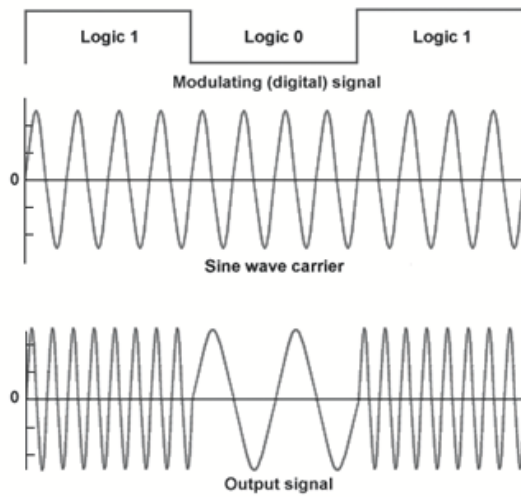 Logic 1 Logic 0 Logic 1
Modulating (digital) signal
0
Sine wave carrier
0
Output signal